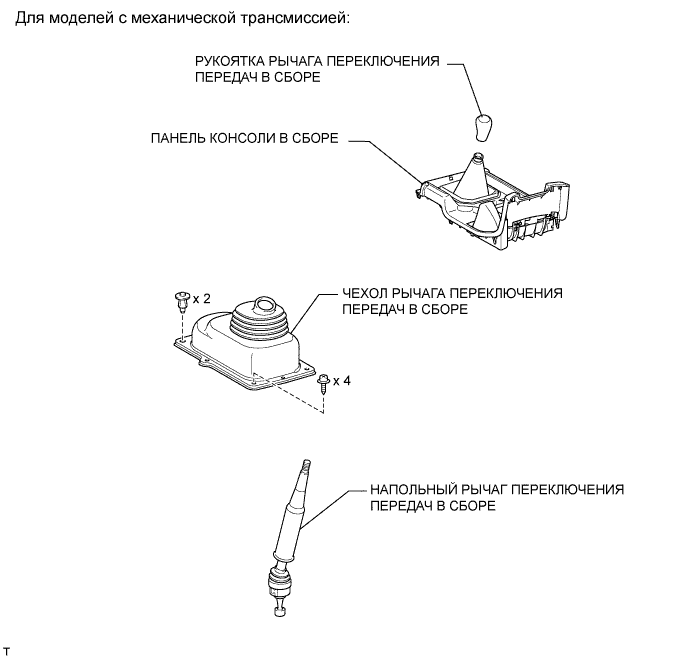 Для моделей с механической трансмиссией:
РУКОЯТКА РЫЧАГА ПЕРЕКЛЮЧЕНИЯ
ПЕРЕДАЧ В СБОРЕ
ПАНЕЛЬ КОНСОЛИ В СБОРЕ
x 2
ЧЕХОЛ РЫЧАГА ПЕРЕКЛЮЧЕНИЯ
ПЕРЕДАЧ В СБОРЕ
x 4
НАПОЛЬНЫЙ РЫЧАГ ПЕРЕКЛЮЧЕНИЯ
ПЕРЕДАЧ В СБОРЕ
т